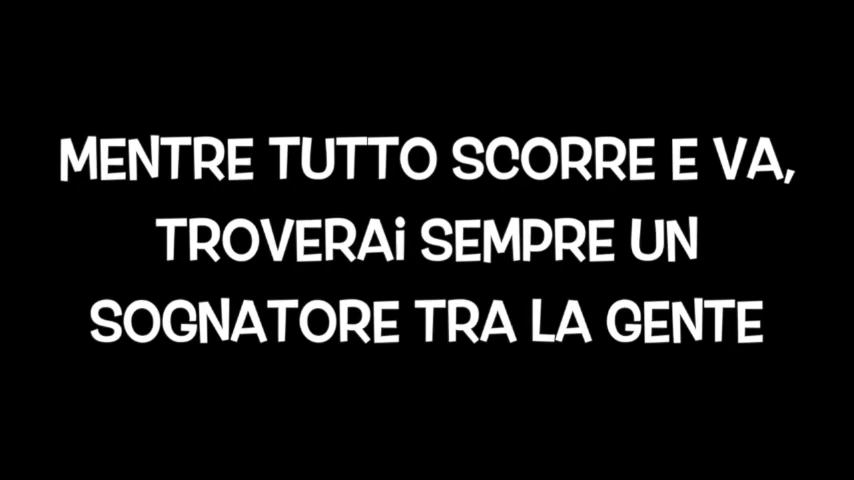 MENTRE TUTTO SCORRE E VA,
TROVERAi SEMPRE UN
SOGNATORE TRA LA GENTE